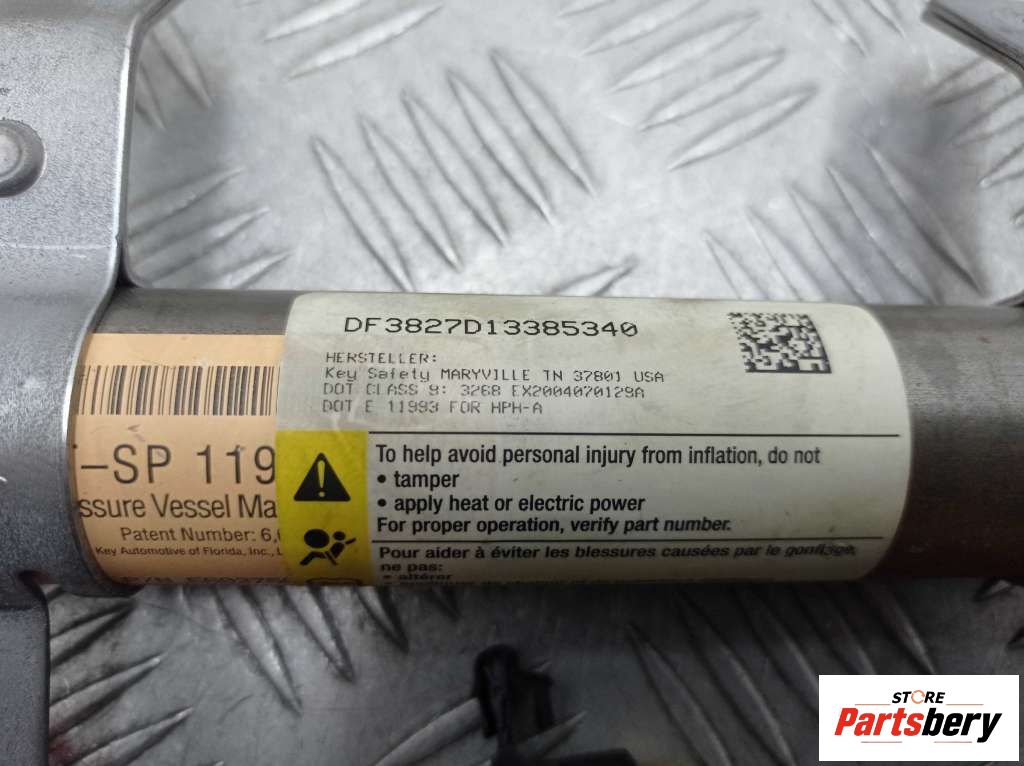 DF3827D13385340
HERSTELLER:
Key Safety MARYVILLE TN 37801 USA
DOT CLASS 9: 3268 EX2004070129A
DOT E 11993 FOR HPH-A
To help avoid personal injury from inflation, do not
• tamper
• apply heat or electric power
For proper operation, verify part number.
Pour aider à éviter les blessures causées par le gonflage,
ne pas:
• altérer
-SP 119
ssure Vessel Ma
Patent Number: 6,
Key Automotive of Florida, Inc., L
STORE
Partsbery